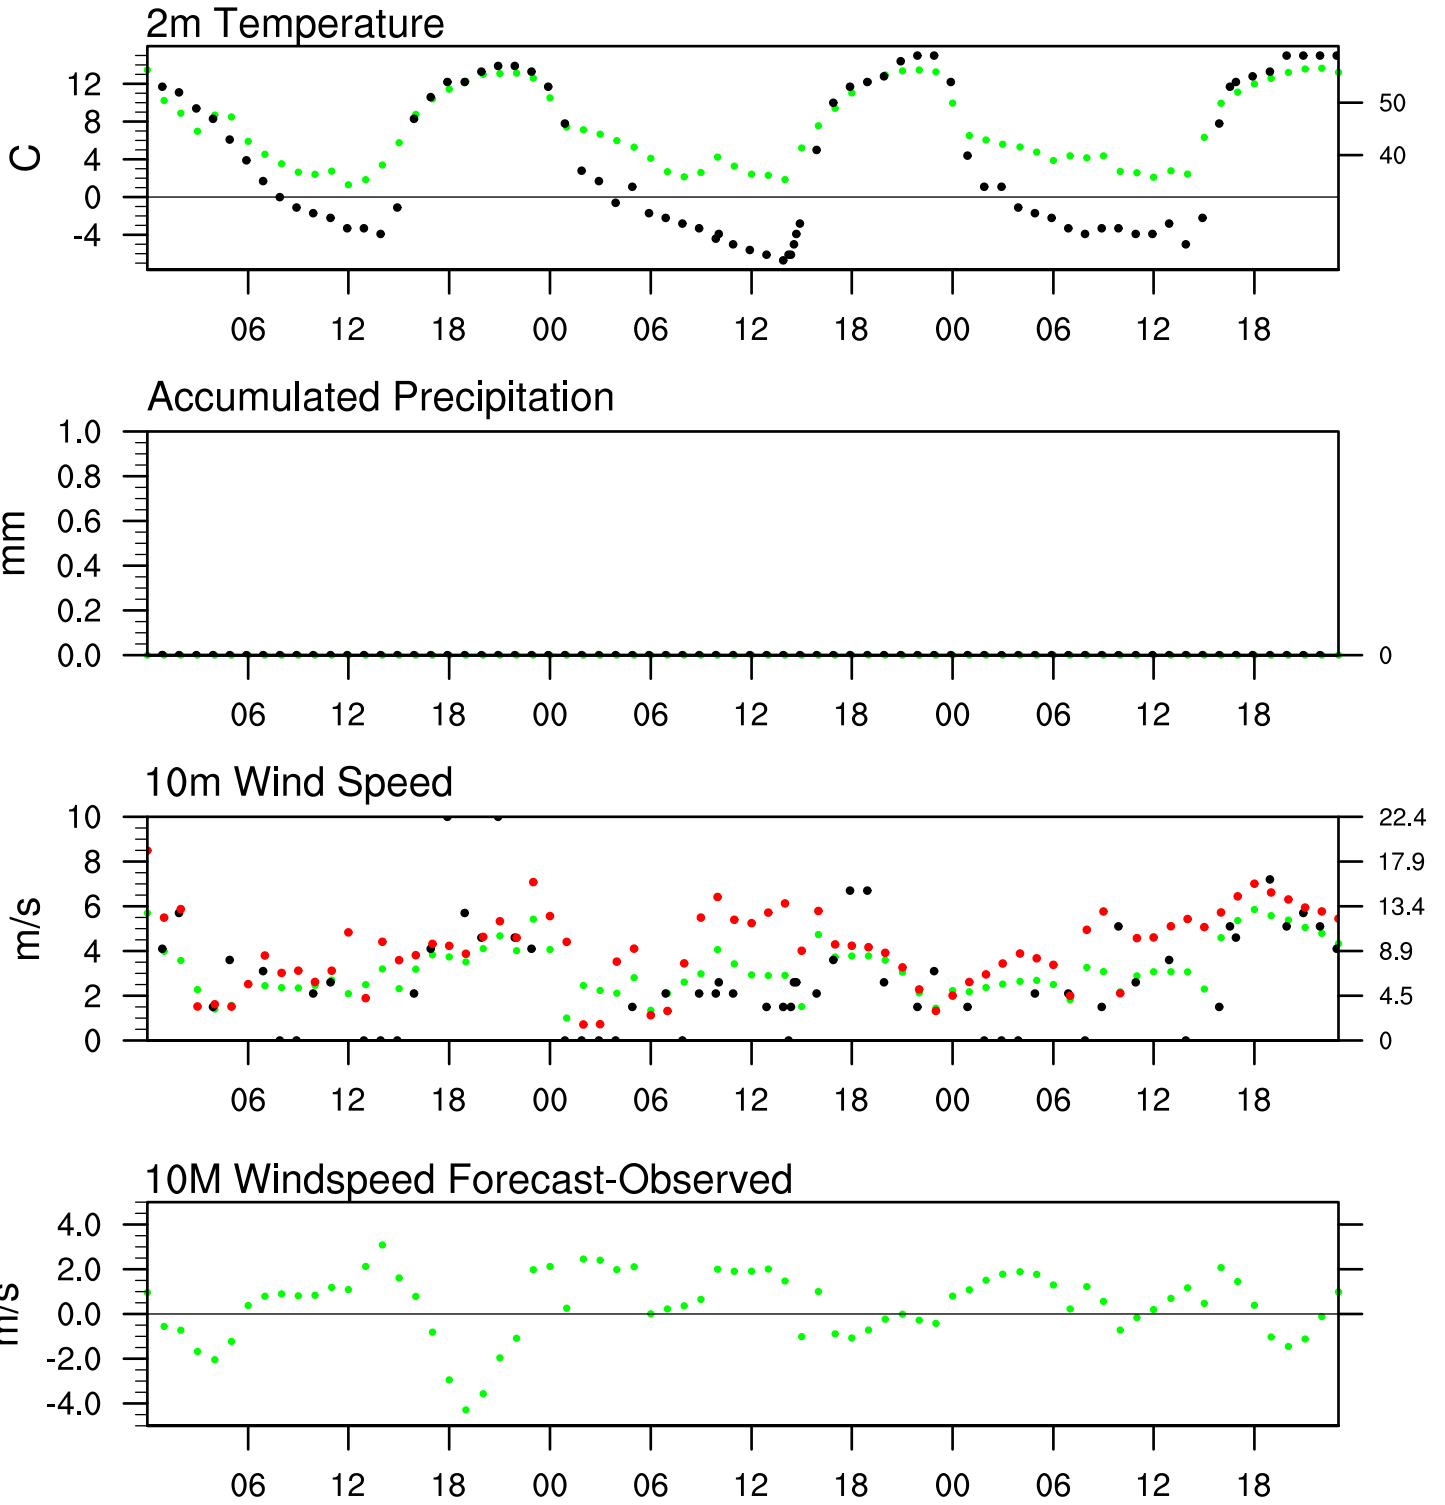 2m Temperature
12
8
4
0
-4
C
50
40
06 12 18 00 06 12 18 00 06 12 18
Accumulated Precipitation
1.0
0.8
0.6
0.4
0.2
0.0
mm
0
06 12 18 00 06 12 18 00 06 12 18
10m Wind Speed
10
8
6
4
2
0
m/s
22.4
17.9
13.4
8.9
4.5
0
06 12 18 00 06 12 18 00 06 12 18
10M Windspeed Forecast-Observed
4.0
2.0
0.0
-2.0
-4.0
m/s
06 12 18 00 06 12 18 00 06 12 18